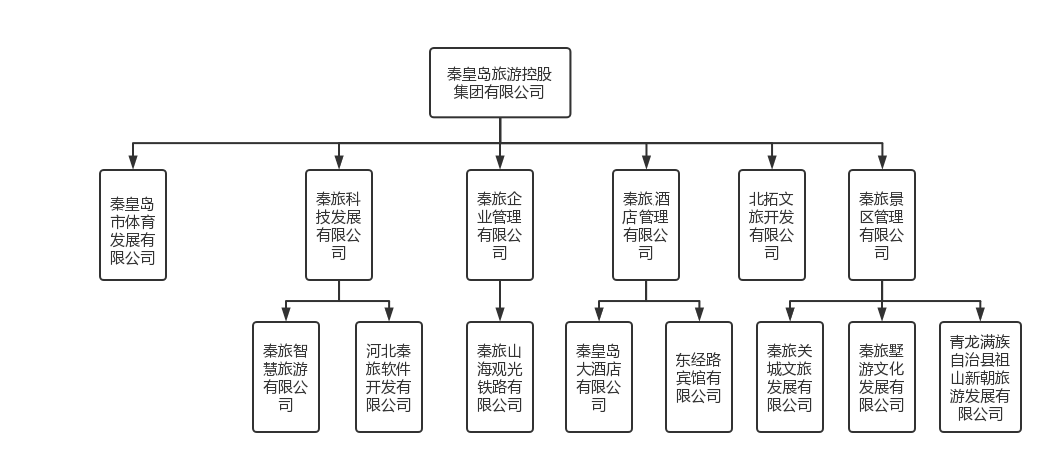 秦皇岛旅游控股
集团有限公司
秦皇岛
市体育
发展有
限公司
秦旅科
技发展
有限公
司
秦旅企
业管理
有限公
司
秦旅酒
店管理
有限公
司
北拓文
旅开发
有限公
司
秦旅景
区管理
有限公
司
秦旅智
慧旅游
有限公
司
河北秦
旅软件
开发有
限公司
秦旅山
海观光
铁路有
限公司
秦皇岛
大酒店
有限公
司
东经路
宾馆有
限公司
秦旅关
城文旅
发展有
限公司
秦旅墅
游文化
发展有
限公司
青龙满族
自治县祖
山新朝旅
游发展有
限公司